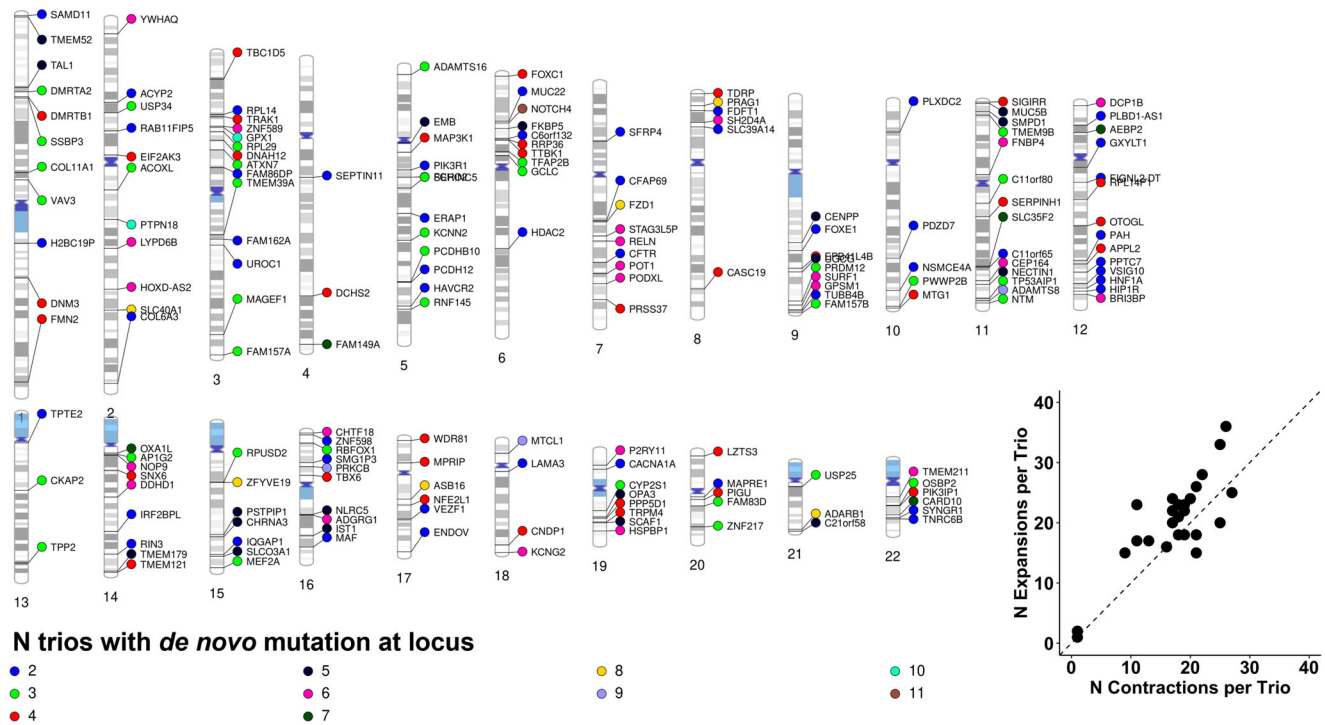 SAMD11
TMEM52
TAL1
DMRTA2
DMRTB1
SSBP3
COL11A1
VAV3
H2BC19P
DNM3
FMN2
1
YWHAQ
ACYP2
USP34
RAB11FIP5
EIF2AK3
ACOXL
PTPN18
LYPD6B
HOXD-AS2
SLC40A1
COL6A3
2
TBC1D5
RPL14
TRAK1
ZNF589
GPX1
RPL29
DNAH12
ATXN7
FAM86DP
TMEM39A
FAM162A
UROC1
MAGEF1
FAM157A
3
SEPTIN11
DCHS2
FAM149A
4
ADAMTS16
EMB
MAP3K1
PIK3R1
ERAP1
KCNN2
PCDHB10
PCDH12
HAVCR2
RNF145
5
FOXC1
MUC22
NOTCH4
FKBP5
C6orf132
RRP36
TTBK1
TFAP2B
GCLC
HDAC2
6
SFRP4
CFAP69
FZD1
STAG3L5P
RELN
CFTR
POT1
PODXL
PRSS37
7
TDRP
PRAG1
FDFT1
SH2D4A
SLC39A14
CASC19
8
CENPP
FOXE1
EPB41L4B
PRDM12
SURF1
GPSM1
TUBB4B
FAM157B
9
PLXDC2
PDZD7
NSMCE4A
PWWP2B
MTG1
10
SIGIRR
MUC5B
SMPD1
TMEM9B
FNBP4
C11orf80
SERPINH1
SLC35F2
C11orf65
CEP164
NECTIN1
TP53AIP1
ADAMTS8
NTM
11
DCP1B
PLBD1-AS1
AEBP2
GXYLT1
FIGNL2-DT
RPL14P1
OTOGL
PAH
APPL2
PPTC7
VSIG10
HNF1A
HIP1R
BRI3BP
12
TPTE2
CKAP2
TPP2
13
OXA1L
AP1G2
NOP9
SNX6
DDHD1
IRF2BPL
RIN3
TMEM179
TMEM121
14
RPUSD2
ZFYVE19
PSTPIP1
CHRNA3
IQGAP1
SLCO3A1
MEF2A
15
CHTF18
ZNF598
RBFOX1
SMG1P3
PRKCB
TBX6
NLRC5
ADGRG1
IST1
MAF
16
WDR81
MPRIP
ASB16
NFE2L1
VEZF1
ENDOV
17
MTCL1
LAMA3
CNDP1
KCNG2
18
P2RY11
CACNA1A
CYP2S1
OPA3
PPP5D1
TRPM4
SCAF1
HSPBP1
19
LZTS3
MAPRE1
PIGU
FAM83D
ZNF217
20
USP25
ADARB1
C21orf58
21
TMEM211
OSBP2
PIK3IP1
CARD10
SYNGR1
TNRC6B
22
N Expansions per Trio
40
30
20
10
0
0 10 20 30 40
N Contractions per Trio
N trios with de novo mutation at locus
2
3
4
5
6
7
8
9
10
11